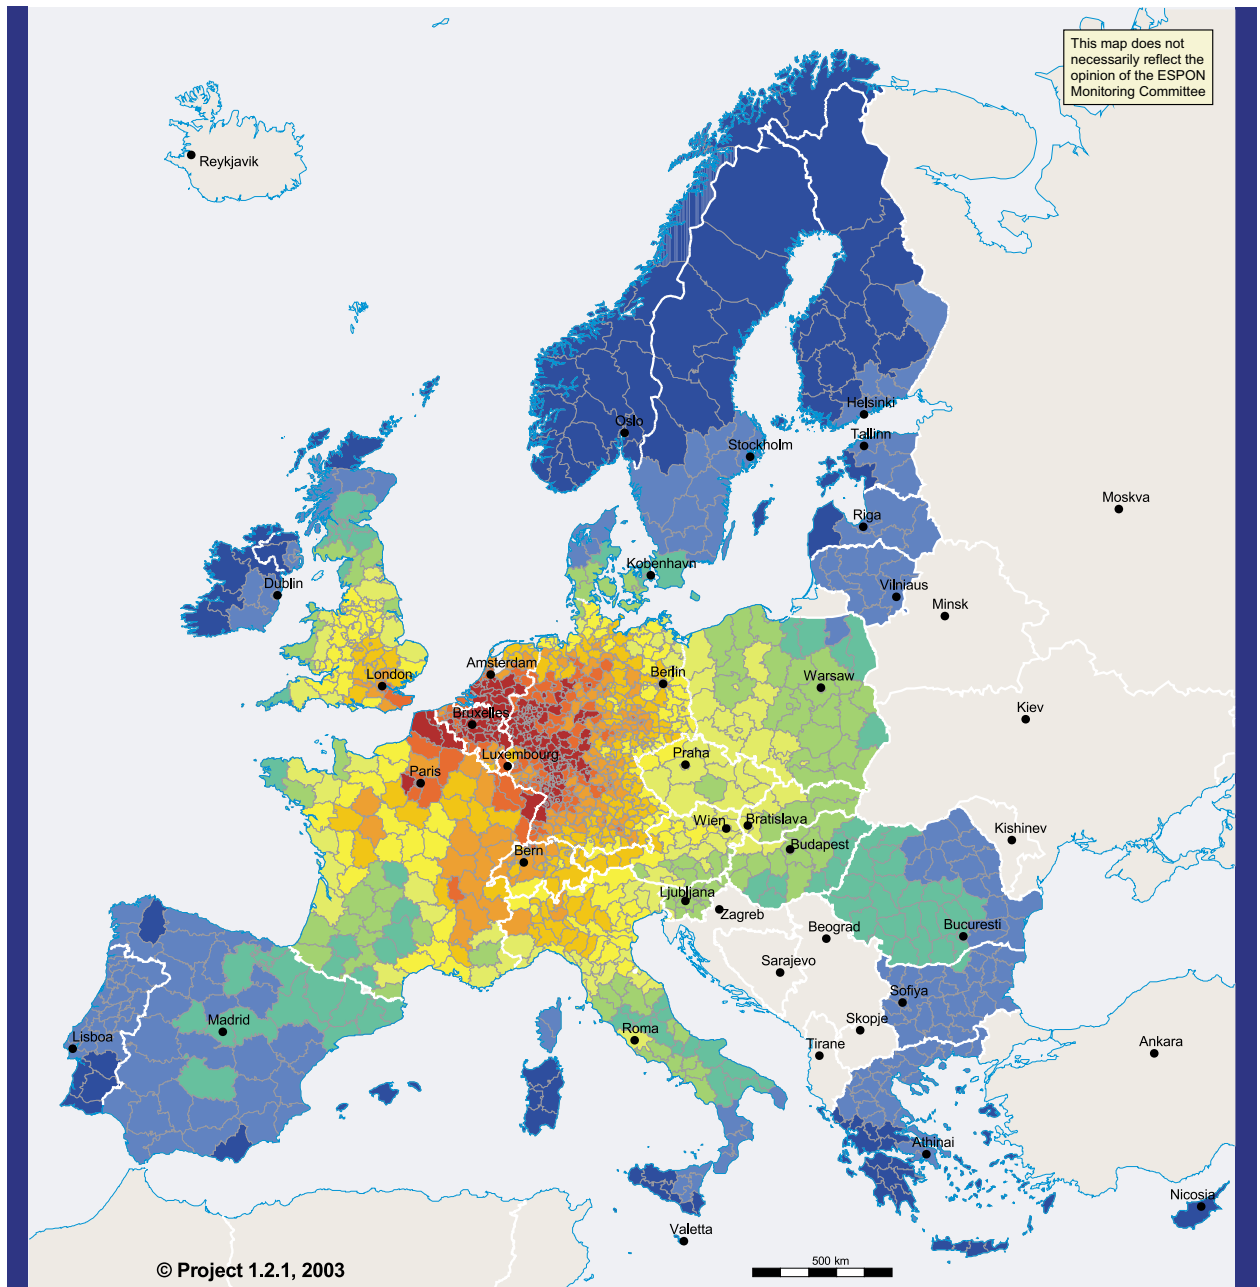 This map does not
necessarily reflect the
opinion of the ESPON
Monitoring Committee
Reykjavik
Oslo
Helsinki
Tallinn
Stockholm
Moskva
Riga
Kobenhavn
Dublin
Vilniaus
Minsk
Amsterdam
Berlin
London
Warsaw
Bruxelles
Kiev
Luxembourg
Praha
Paris
Wien
Bratislava
Kishinev
Budapest
Bern
Ljubljana
Zagreb
Beograd
Bucuresti
Sarajevo
Sofiya
Madrid
Roma
Skopje
Lisboa
Tirane
Ankara
Athinai
Nicosia
Valetta
500 km
© Project 1.2.1, 2003